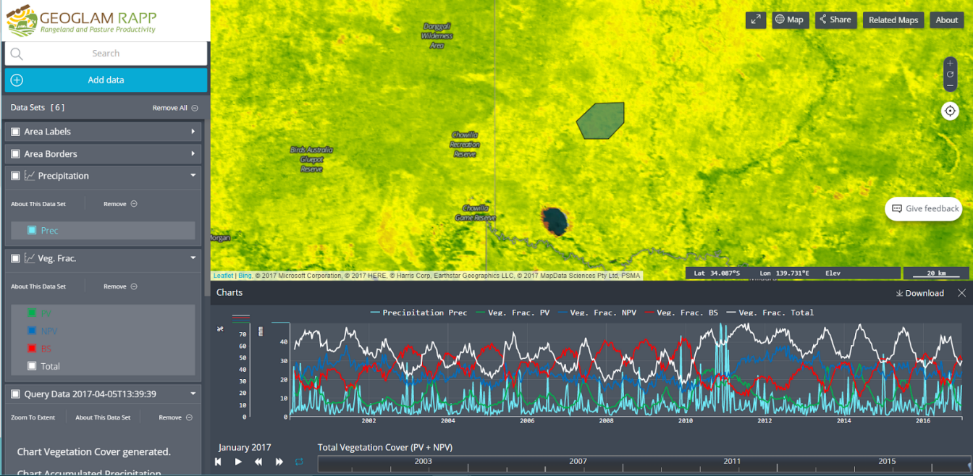 GEOGLAM RAPP
Rangeland and Pasture Productivity
Search
Add data
Data Sets [6]
Remove All
Area Labels
Area Borders
Precipitation
About This Data Set
Remove
Prec
Veg. Frac.
About This Data Set
Remove
PV
NPV
BS
Total
Query Data 2017-04-05T13:39:39
Zoom To Extent
About This Data Set
Remove
Chart Vegetation Cover generated.
Chart Accumulated Precipitation
Danggali
Wilderness
Area
Map
Share
Related Maps
About
Chowilla
Recreation
Reserve
Birds Australia
Gluepot
Reserve
Chowilla
Game Reserve
Morgan
Give feedback
Leaflet | Bing, © 2017 Microsoft Corporation, © 2017 HERE, © Harris Corp, Earthstar Geographics LLC, © 2017 MapData Sciences Pty Ltd, PSMA
Lat 34.087°S Lon 139.731°E Elev
20 km
Charts
Download
Precipitation Prec
Veg. Frac. PV
Veg. Frac. NPV
Veg. Frac. BS
Veg. Frac. Total
%
mm
70
60
50
40
30
20
10
0
40
30
20
10
0
2002
2004
2006
2008
2010
2012
2014
2016
January 2017
Total Vegetation Cover (PV + NPV)
2003
2007
2011
2015